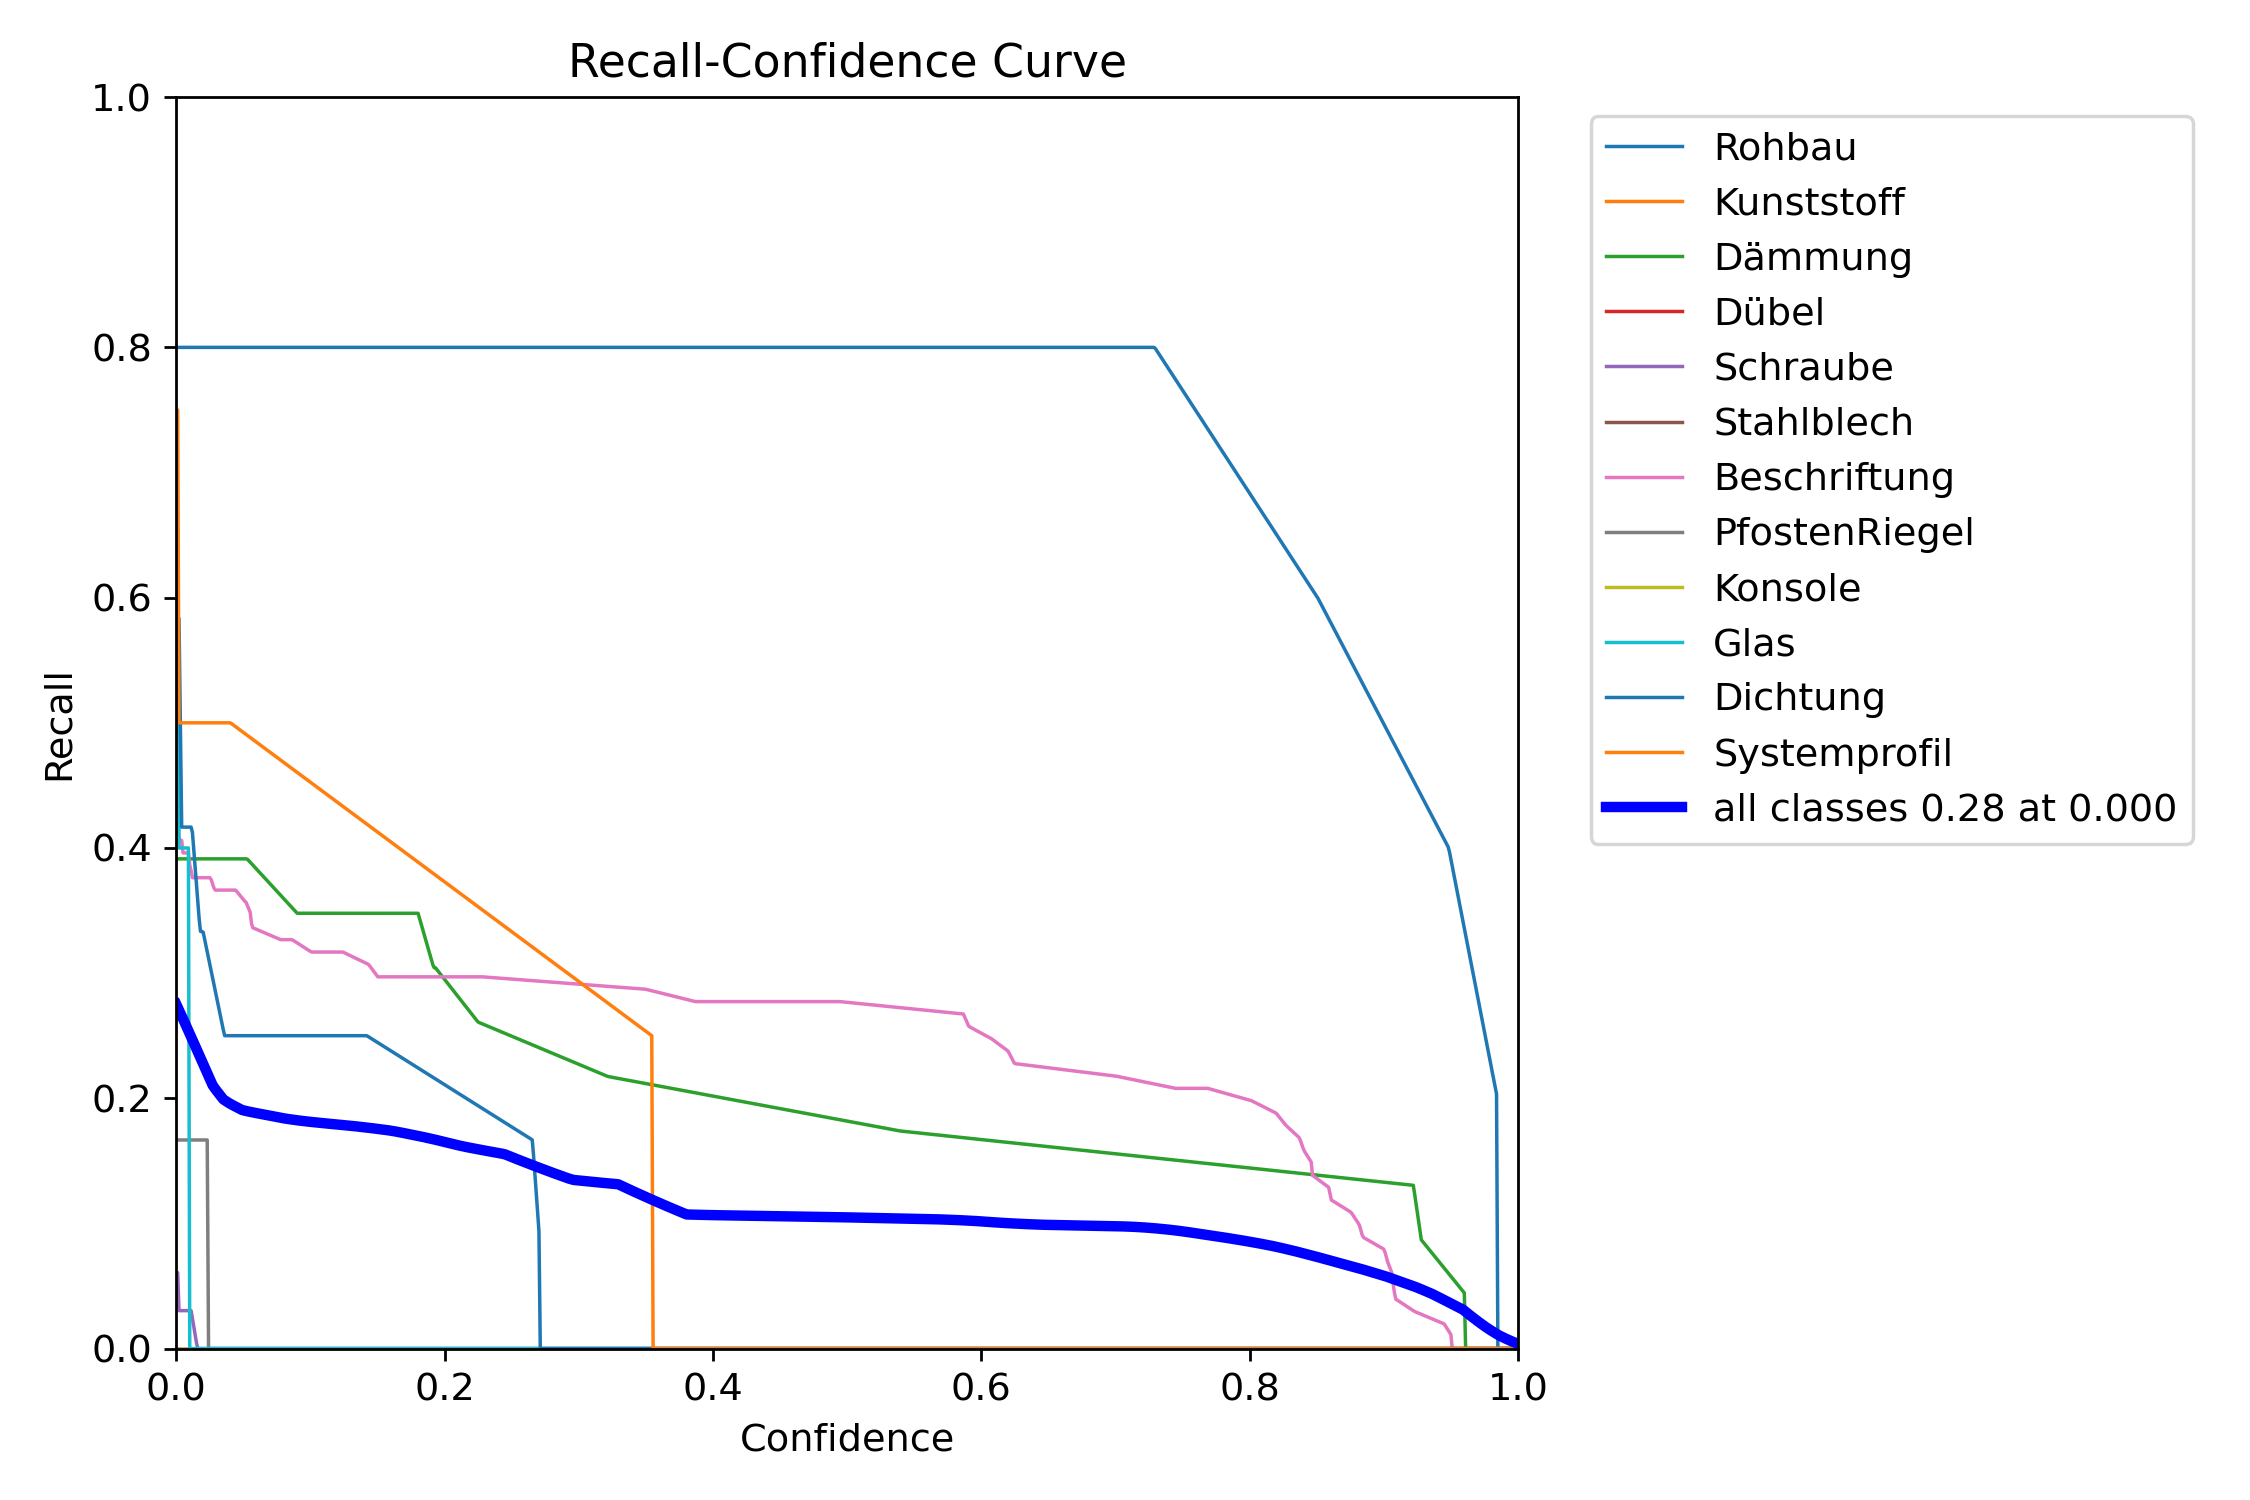 Recall-Confidence Curve
1.0
0.8
0.6
0.4
0.2
0.0
Recall
0.0 0.2 0.4 0.6 0.8 1.0
Confidence
Rohbau
Kunststoff
Dämmung
Dübel
Schraube
Stahlblech
Beschriftung
PfostenRiegel
Konsole
Glas
Dichtung
Systemprofil
all classes 0.28 at 0.000